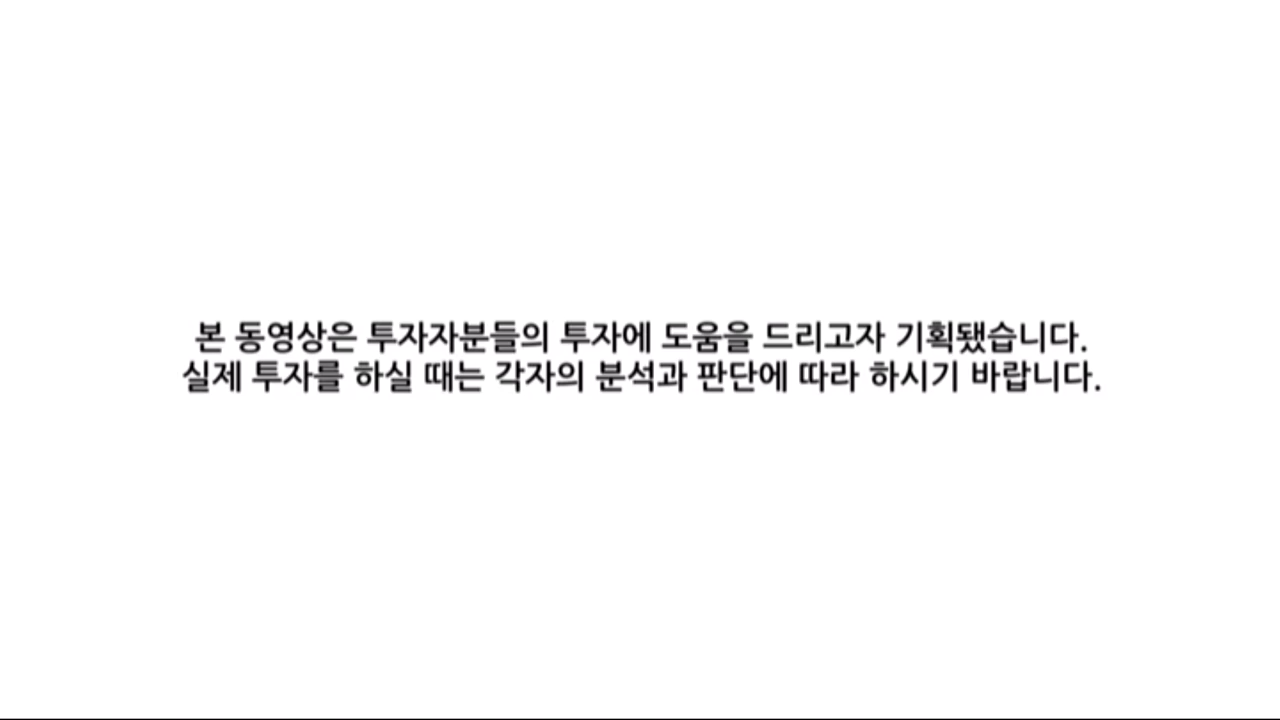 본 동영상은 투자자분들의 투자에 도움을 드리고자 기획됐습니다.
실제 투자를 하실 때는 각자의 분석과 판단에 따라 하시기 바랍니다.